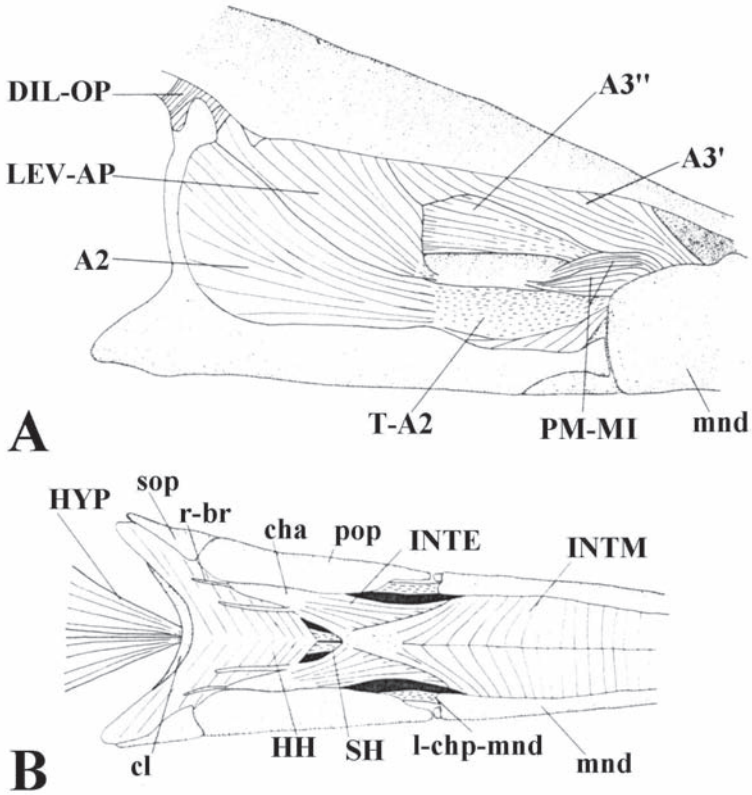 DIL-OP
A3"
A3'
LEV-AP
A2
T-A2
PM-MI
mnd
A
sop
HYP
r-br
cha
pop
INTE
INTM
cl
HH
SH
l-chp-mnd
mnd
B